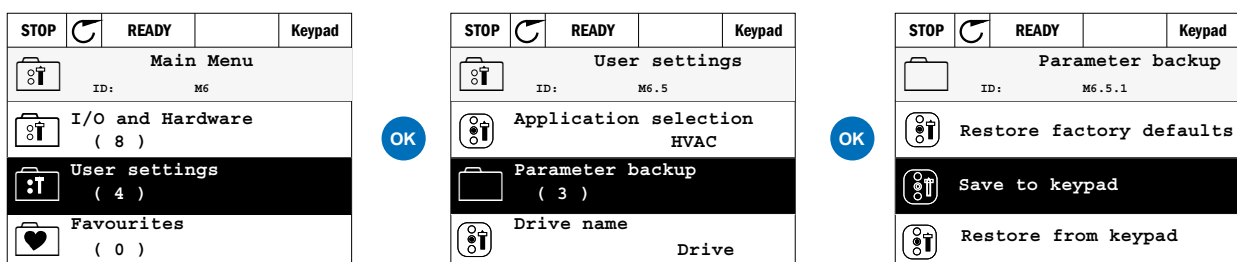 STOP READY Keypad
Main Menu
ID: M6
I/O and Hardware
( 8 )
User settings
( 4 )
Favourites
( 0 )
OK
STOP READY Keypad
User settings
ID: M6.5
Application selection
HVAC
Parameter backup
( 3 )
Drive name
Drive
OK
STOP READY Keypad
Parameter backup
ID: M6.5.1
Restore factory defaults
Save to keypad
Restore from keypad